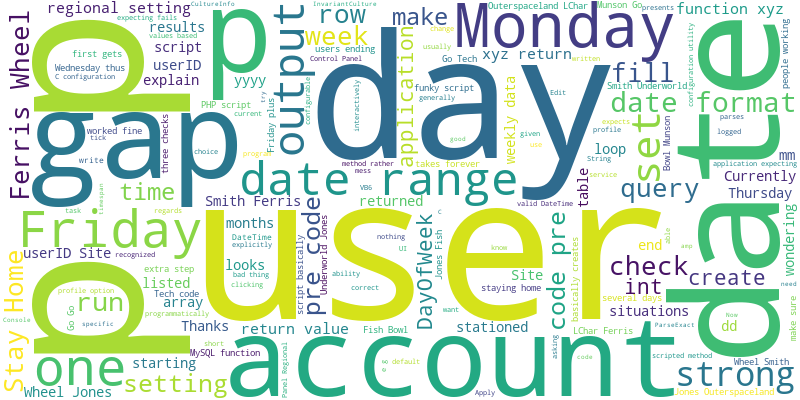 regional setting
CultureInfo
InvariantCulture
Outerspaceland LChar
Munson Go
presents
function xyz
expecting fails
values based
results
script
userID
explain
yyyy
first gets
Wednesday thus
C configuration
Ferris Wheel
p
gap
output
row
week
users ending
Control Panel
make
Monday
xyz return
Go Tech
funky script
generally
Edit
fill
Smith Underworld
date
configuration utility
people working
application
day
date format
PHP script
current
worked fine
tick
write
three checks
choice
try
configurable
interactively
Friday plus
weekly data
given
use
program
profile
parses
logged
Bowl Munson
set
loop
expects
String
service
mm
application expecting
Currently
Thursday
time
date range
method rather
mess
VB6
takes forever
valid DateTime
table
query
wondering
Stay Home
Friday
task
timespan
regards
Smith Ferris
months
returned
DateTime
explicitly
user
userID Site
looks
extra step
recognized
listed
Tech code
array
programmatically
profile option
run
Go Go
specific
Console
short
MySQL function
Thanks
bad thing
clicking
pre code
Underworld Jones
script basically
ability
correct
nothing
UI
Jones Fish
DayOfWeek
c
know
want
Site
staying home
code pre
basically creates
end
check
int
create
able
amp
situations
several days
LChar Ferris
Now
dd
need
make sure
ParseExact
one
starting
setting
Wheel Jones
return value
Fish Bowl
stationed
account
Panel Regional
no default
Apply
asking
code
scripted method
change
usually
written
good
Wheel Smith
strong
Jones Outerspaceland